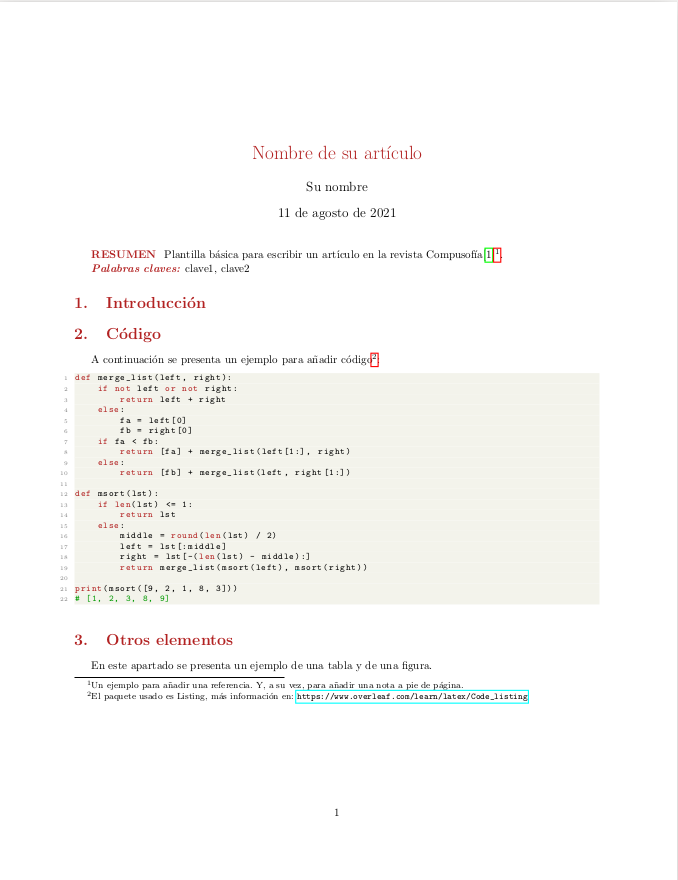 Nombre de su artículo
Su nombre
11 de agosto de 2021
RESUMEN Plantilla básica para escribir un artículo en la revista Compusofía[1]¹.
Palabras claves: clave1, clave2
1. Introducción
2. Código
A continuación se presenta un ejemplo para añadir código².
1 def merge_list(left, right):
2     if not left or not right:
3         return left + right
4     else:
5         fa = left[0]
6         fb = right[0]
7     if fa < fb:
8         return [fa] + merge_list(left[1:], right)
9     else:
10         return [fb] + merge_list(left, right[1:])
11
12 def msort(lst):
13     if len(lst) <= 1:
14         return lst
15     else:
16         middle = round(len(lst) / 2)
17         left = lst[:middle]
18         right = lst[-(len(lst) - middle):]
19         return merge_list(msort(left), msort(right))
20
21 print(msort([9, 2, 1, 8, 3]))
22 # [1, 2, 3, 8, 9]
3. Otros elementos
En este apartado se presenta un ejemplo de una tabla y de una figura.
¹Un ejemplo para añadir una referencia. Y, a su vez, para añadir una nota a pie de página.
²El paquete usado es Listing, más información en: https://www.overleaf.com/learn/latex/Code_listing
1